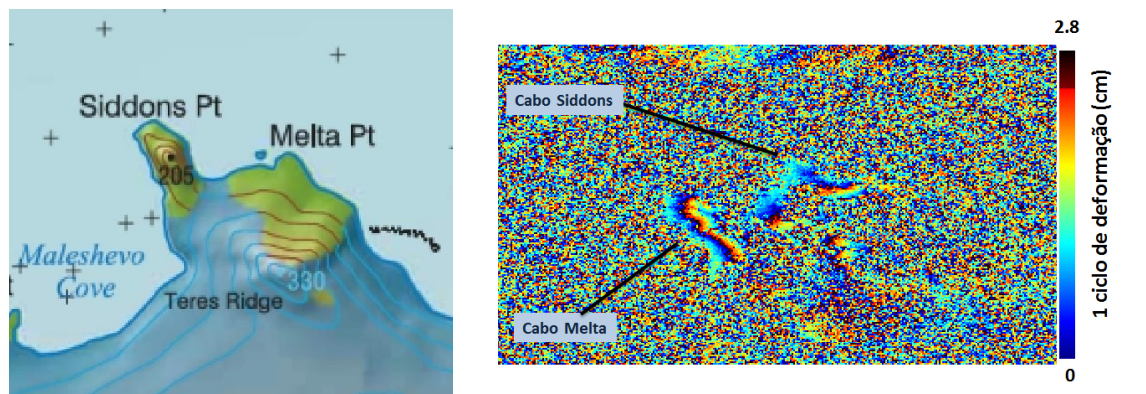 Siddons Pt
Melta Pt
205
Maleshevo
Cove
330
Teres Ridge
2.8
Cabo Siddons
Cabo Melta
1 ciclo de deformação (cm)
0